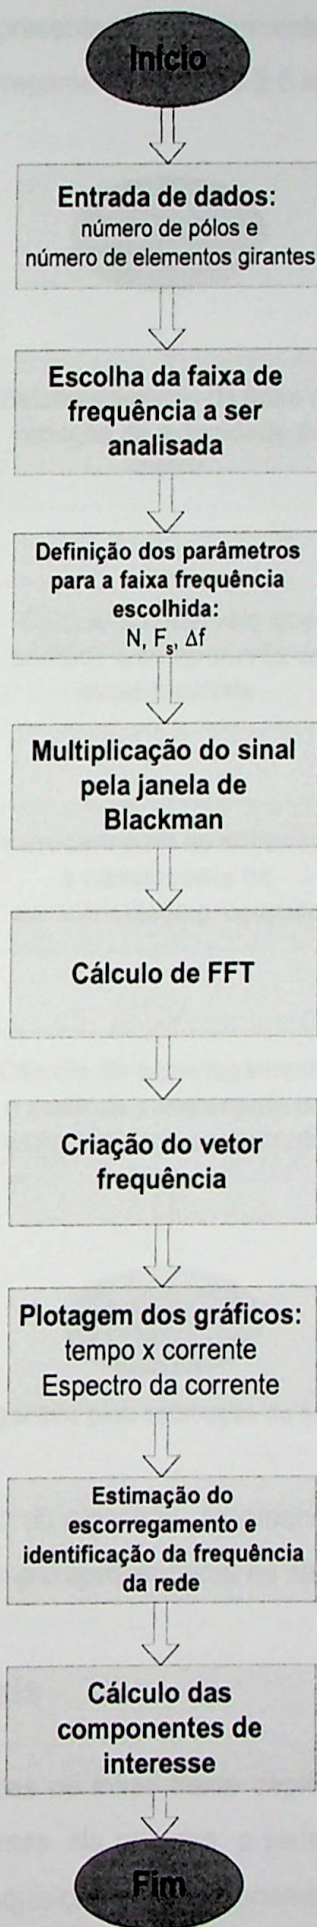 Início
Entrada de dados:
número de pólos e
número de elementos girantes
Escolha da faixa de
frequência a ser
analisada
Definição dos parâmetros
para a faixa frequência
escolhida:
N, Fs, Δf
Multiplicação do sinal
pela janela de
Blackman
Cálculo de FFT
Criação do vetor
frequência
Plotagem dos gráficos:
tempo x corrente
Espectro da corrente
Estimação do
escorregamento e
identificação da frequência
da rede
Cálculo das
componentes de
interesse
Fim